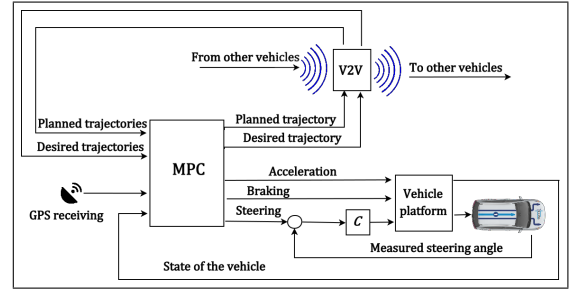 From other vehicles
V2V
To other vehicles
Planned trajectories
Planned trajectory
Desired trajectories
Desired trajectory
MPC
Acceleration
Braking
Steering
GPS receiving
C
Vehicle
platform
Measured steering angle
State of the vehicle